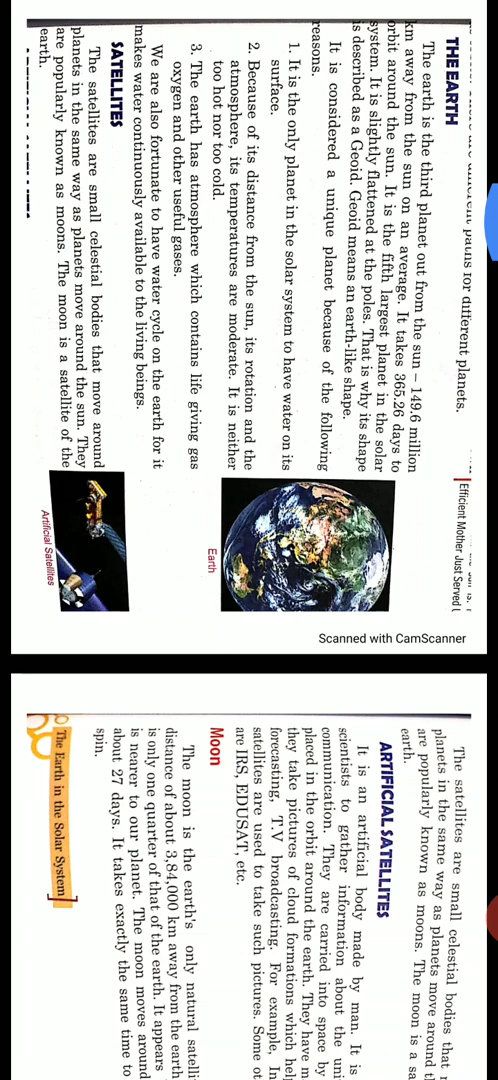 different paths for different planets.
Efficient Mother Just Served
THE EARTH
The earth is the third planet out from the sun – 149.6 million
km away from the sun on an average. It takes 365.26 days to
orbit around the sun. It is the fifth largest planet in the solar
system. It is slightly flattened at the poles. That is why its shape
is described as a Geoid. Geoid means an earth-like shape.
It is considered a unique planet because of the following
reasons.
1. It is the only planet in the solar system to have water on its
surface.
2. Because of its distance from the sun, its rotation and the
atmosphere, its temperatures are moderate. It is neither
too hot nor too cold.
3. The earth has atmosphere which contains life giving gas
oxygen and other useful gases.
We are also fortunate to have water cycle on the earth for it
makes water continuously available to the living beings.
Earth
SATELLITES
The satellites are small celestial bodies that move around
planets in the same way as planets move around the sun. They
are popularly known as moons. The moon is a satellite of the
earth.
Artificial Satellites
Scanned with CamScanner
The satellites are small celestial bodies that
planets in the same way as planets move around
are popularly known as moons. The moon is a
earth.
ARTIFICIAL SATELLITES
It is an artificial body made by man. It is
scientists to gather information about the
communication. They are carried into space by
placed in the orbit around the earth. They have
they take pictures of cloud formations which
forecasting, T.V broadcasting. For example,
satellites are used to take such pictures. Some
are IRS, EDUSAT, etc.
Moon
The moon is the earth's only natural
distance of about 3,84,000 km away from the earth
is only one quarter of that of the earth. It appears
is nearer to our planet. The moon moves around
about 27 days. It takes exactly the same time to
spin.
The Earth in the Solar System